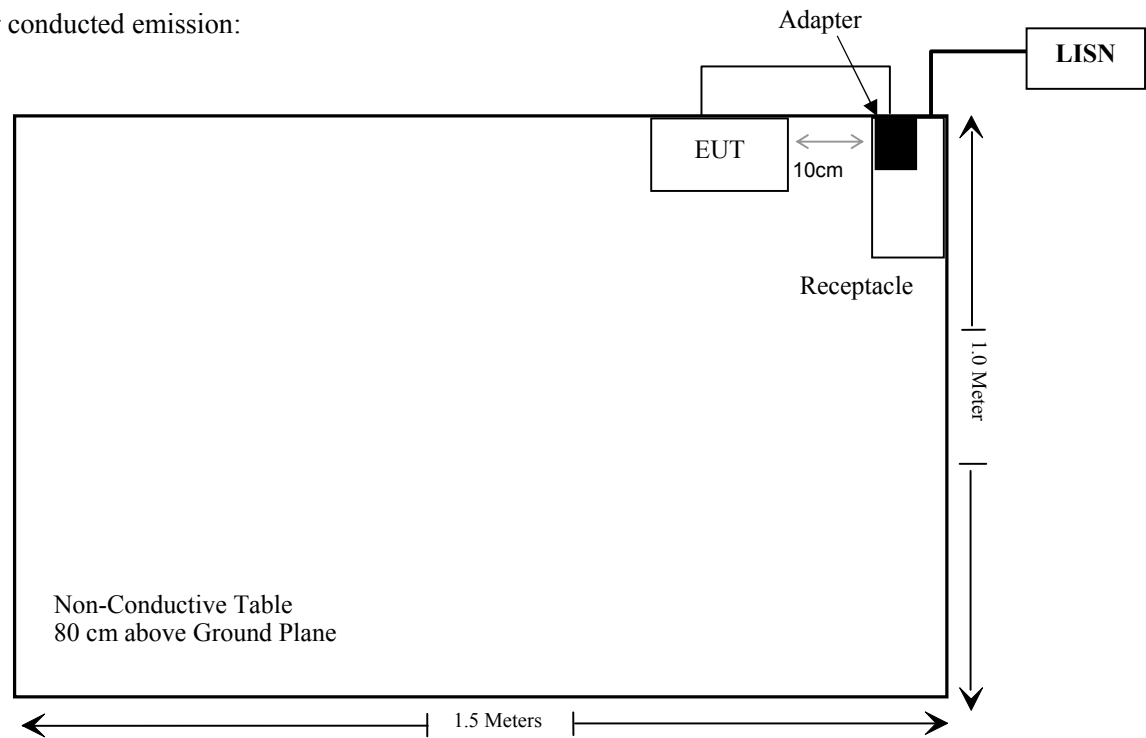 conducted emission:
Adapter
LISN
EUT
10cm
Receptacle
1.0 Meter
Non-Conductive Table
80 cm above Ground Plane
1.5 Meters